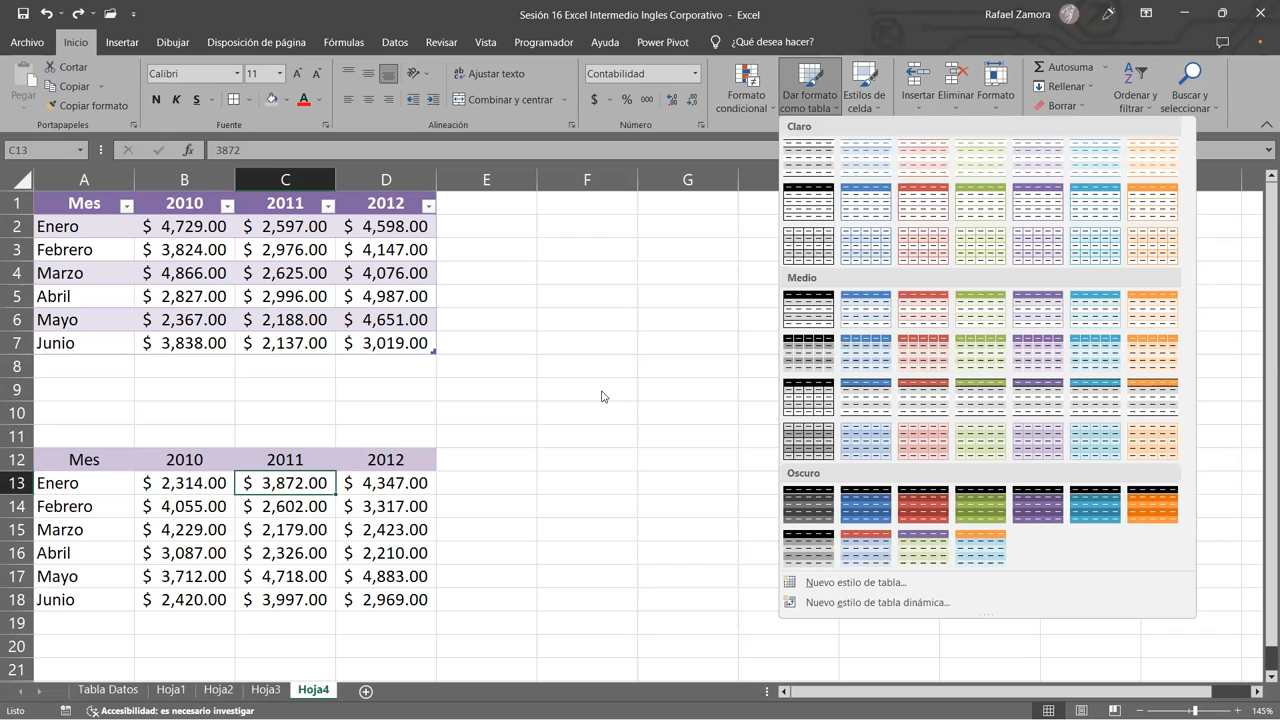 Sesión 16 Excel Intermedio Ingles Corporativo - Excel
Rafael Zamora
Archivo Inicio Insertar Dibujar Disposición de página Fórmulas Datos Revisar Vista Programador Ayuda Power Pivot ¿Qué desea hacer?
Pegar
Cortar
Copiar
Copiar formato
Portapapeles
Calibri 11
N K S
Fuente
Ajustar texto
Combinar y centrar
Alineación
Contabilidad
$ % 000
Número
Formato condicional
Dar formato como tabla
Estilos de celda
Insertar Eliminar Formato
Autosuma
Rellenar
Borrar
Ordenar y filtrar
Buscar y seleccionar
C13 fx 3872
A B C D E F G
1 Mes 2010 2011 2012
2 Enero $ 4,729.00 $ 2,597.00 $ 4,598.00
3 Febrero $ 3,824.00 $ 2,976.00 $ 4,147.00
4 Marzo $ 4,866.00 $ 2,625.00 $ 4,076.00
5 Abril $ 2,827.00 $ 2,996.00 $ 4,987.00
6 Mayo $ 2,367.00 $ 2,188.00 $ 4,651.00
7 Junio $ 3,838.00 $ 2,137.00 $ 3,019.00
8
9
10
11
12 Mes 2010 2011 2012
13 Enero $ 2,314.00 $ 3,872.00 $ 4,347.00
14 Febrero $ 4,055.00 $ 2,602.00 $ 3,317.00
15 Marzo $ 4,229.00 $ 2,173.00 $ 2,423.00
16 Abril $ 3,087.00 $ 2,326.00 $ 2,210.00
17 Mayo $ 3,712.00 $ 4,718.00 $ 4,883.00
18 Junio $ 2,420.00 $ 3,997.00 $ 2,969.00
19
20
21
Claro
Medio
Oscuro
Nuevo estilo de tabla...
Nuevo estilo de tabla dinámica...
Tabla Datos Hoja1 Hoja2 Hoja3 Hoja4
Listo Accesibilidad: es necesario investigar 145%